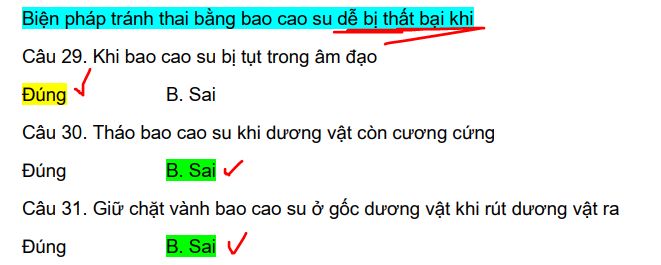 Biện pháp tránh thai bằng bao cao su dễ bị thất bại khi
Câu 29. Khi bao cao su bị tụt trong âm đạo
Đúng B. Sai
Câu 30. Tháo bao cao su khi dương vật còn cương cứng
Đúng B. Sai
Câu 31. Giữ chặt vành bao cao su ở gốc dương vật khi rút dương vật ra
Đúng B. Sai